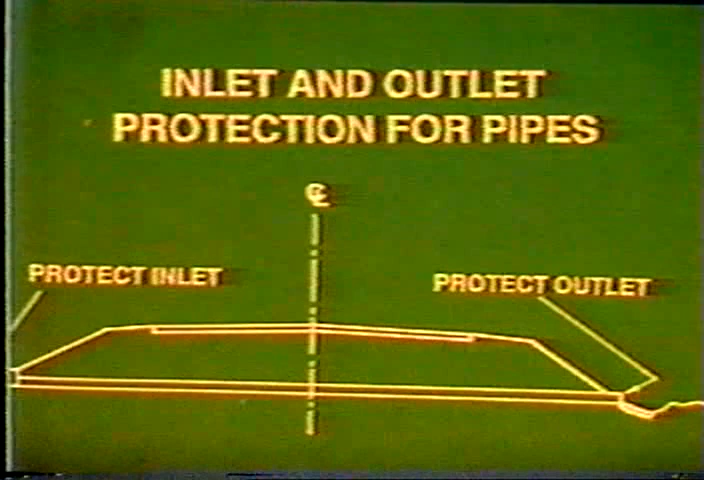 INLET AND OUTLET
PROTECTION FOR PIPES
℄
PROTECT INLET
PROTECT OUTLET